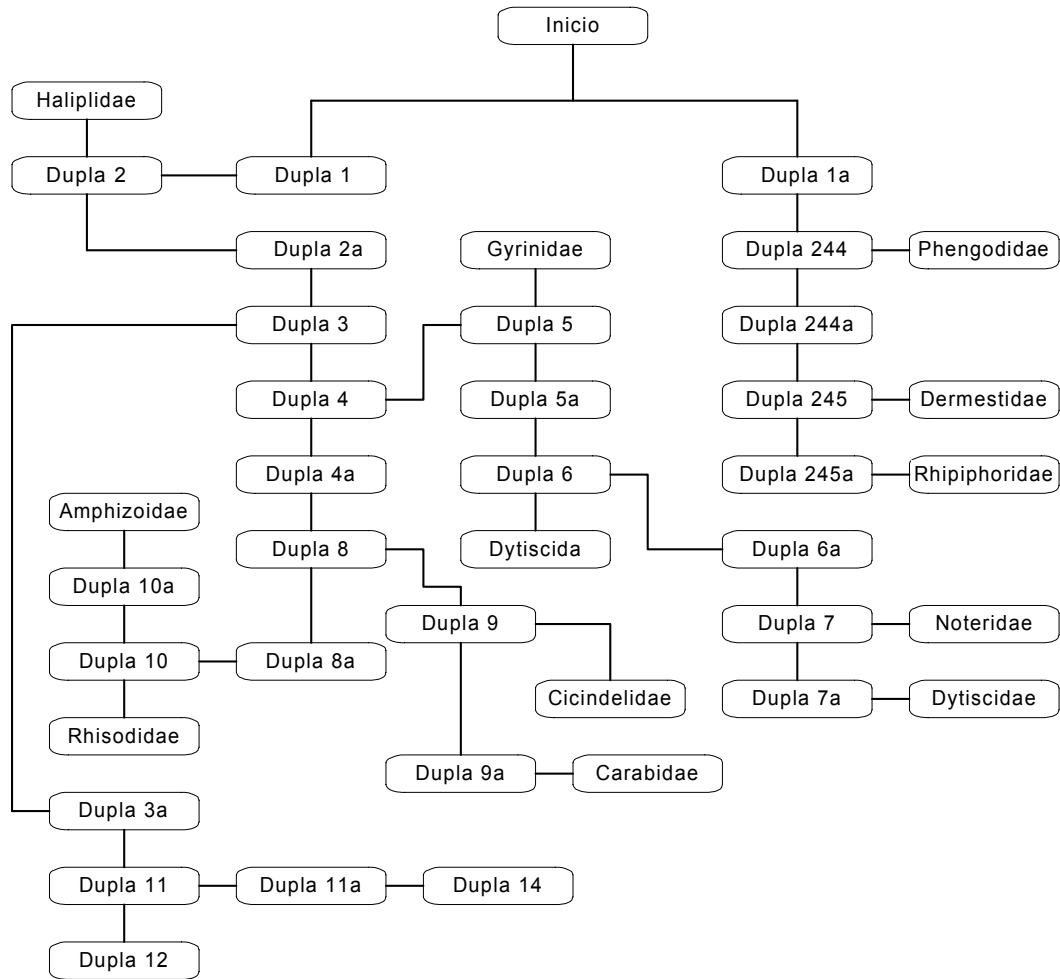 Inicio
Haliplidae
Dupla 2
Dupla 1
Dupla 1a
Dupla 2a
Gyrinidae
Dupla 244
Phengodidae
Dupla 3
Dupla 5
Dupla 244a
Dupla 4
Dupla 5a
Dupla 245
Dermestidae
Dupla 4a
Dupla 6
Dupla 245a
Rhipiphoridae
Amphizoidae
Dupla 8
Dytiscida
Dupla 6a
Dupla 10a
Dupla 9
Dupla 7
Noteridae
Dupla 10
Dupla 8a
Cicindelidae
Dupla 7a
Dytiscidae
Rhisodidae
Dupla 9a
Carabidae
Dupla 3a
Dupla 11
Dupla 11a
Dupla 14
Dupla 12